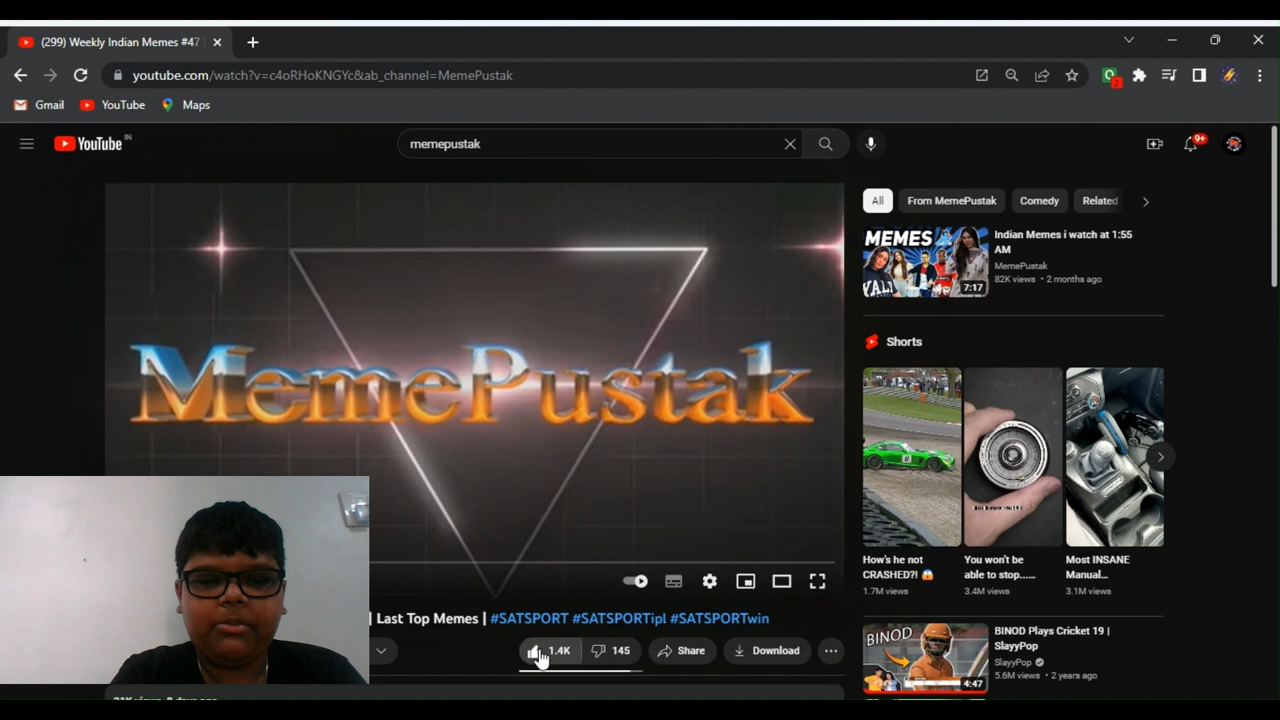 (299) Weekly Indian Memes #47
youtube.com/watch?v=c4oRHoKNGYc&ab_channel=MemePustak
2
Gmail
YouTube
Maps
YouTube IN
memepustak
9+
MemePustak
| Last Top Memes | #SATSPORT #SATSPORTipl #SATSPORTwin
1.4K
145
Share
Download
All
From MemePustak
Comedy
Related
MEMES
7:17
Indian Memes i watch at 1:55
AM
MemePustak
82K views • 2 months ago
Shorts
How's he not
CRASHED?! 😱
1.7M views
You won't be
able to stop......
3.4M views
Most INSANE
Manual...
3.1M views
BINOD
4:47
BINOD Plays Cricket 19 |
SlayyPop
SlayyPop
5.6M views • 2 years ago